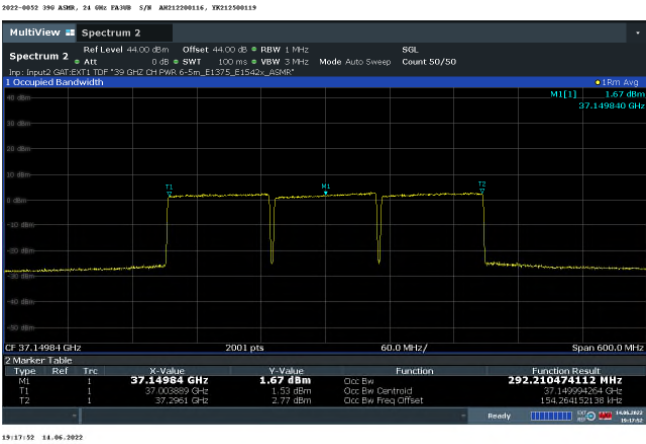 2022-0052 39G ASMR, 24 GHz FA3UB S/N AH212200116, YK212500119
MultiView Spectrum 2
Spectrum 2
Ref Level 44.00 dBm Offset 44.00 dB RBW 1 MHz SGL
Att 0 dB SWT 100 ms VBW 3 MHz Mode Auto Sweep Count 50/50
Inp: Input2 GAT:EXT1 TDF "39 GHZ CH PWR 6-5m_E1375_E1542x_ASMR"
1 Occupied Bandwidth 1Rm Avg
M1[1] 1.67 dBm
37.149840 GHz
40 dBm
30 dBm
20 dBm
10 dBm
T1 M1 T2
0 dBm
-10 dBm
-20 dBm
-30 dBm
-40 dBm
-50 dBm
CF 37.14984 GHz 2001 pts 60.0 MHz/ Span 600.0 MHz
2 Marker Table
Type Ref Trc X-Value Y-Value Function Function Result
M1 1 37.14984 GHz 1.67 dBm Occ Bw 292.210474112 MHz
T1 1 37.003889 GHz 1.53 dBm Occ Bw Centroid 37.149994264 GHz
T2 1 37.2961 GHz 2.77 dBm Occ Bw Freq Offset 154.264152138 kHz
Ready 14.06.2022
19:17:52
19:17:52 14.06.2022